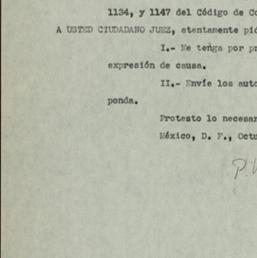 1134, y 1147 del Código de Co
A USTED CIUDADANO JUEZ, atentamente pid
I.- Me tenga por pr
expresión de causa.
II.- Envíe los auto
ponda.
Protesto lo necesar
México, D. F., Octu
P.